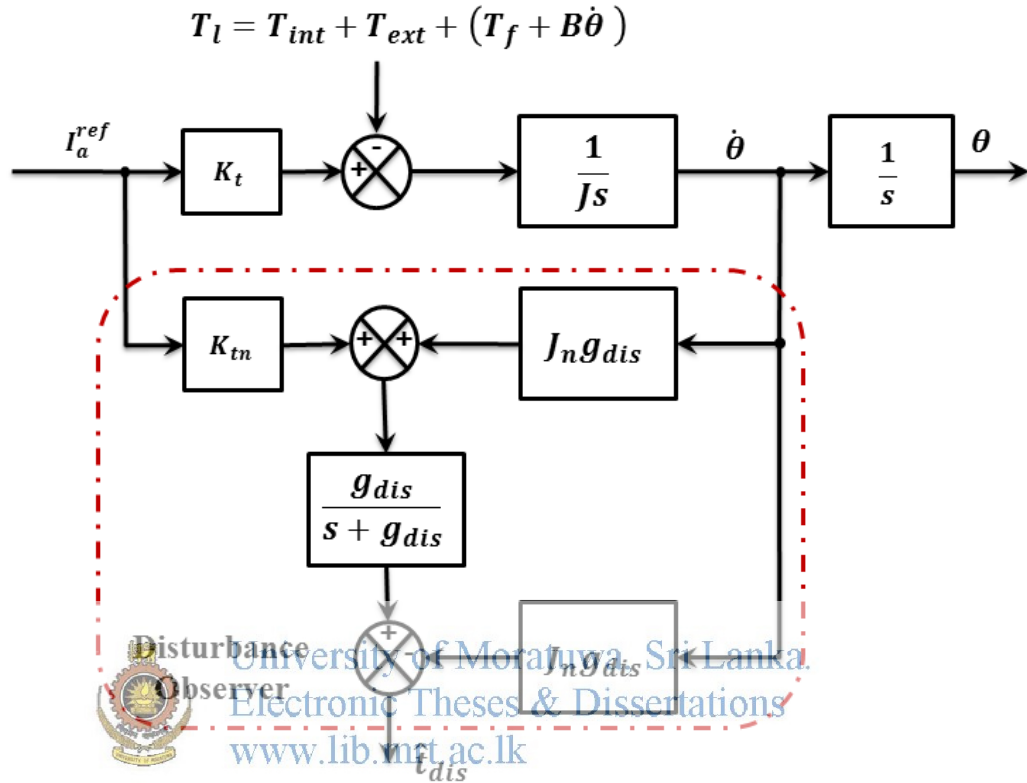 T_l = T_int + T_ext + (T_f + Bθ̇ )
I_a^ref
K_t
+ -
1/Js
θ̇
1/s
θ
K_tn
+ +
J_n g_dis
g_dis/(s + g_dis)
+ -
J_n g_dis
Disturbance
Observer
University of Moratuwa, Sri Lanka.
Electronic Theses & Dissertations
www.lib.mrt.ac.lk
τ̂_dis